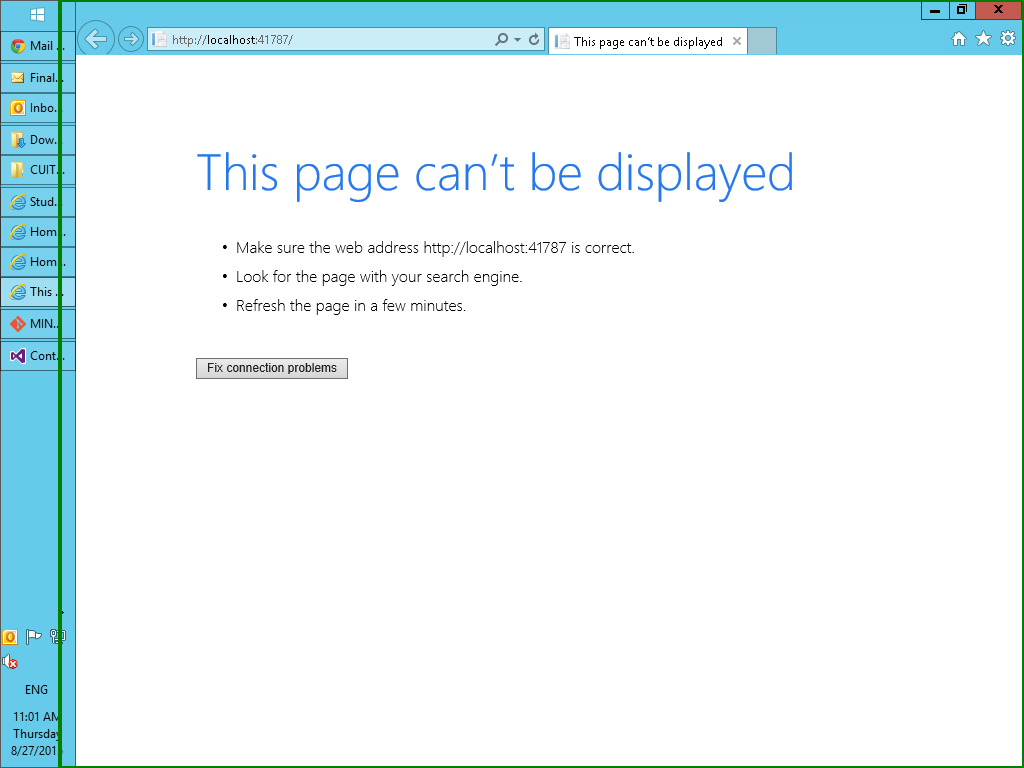 Mail ..
Final..
Inbo..
Dow..
CUIT..
Stud..
Hom..
Hom..
This ..
MIN..
Cont..
ENG
11:01 AM
Thursday
8/27/201
http://localhost:41787/
This page can't be displayed
This page can't be displayed
• Make sure the web address http://localhost:41787 is correct.
• Look for the page with your search engine.
• Refresh the page in a few minutes.
Fix connection problems